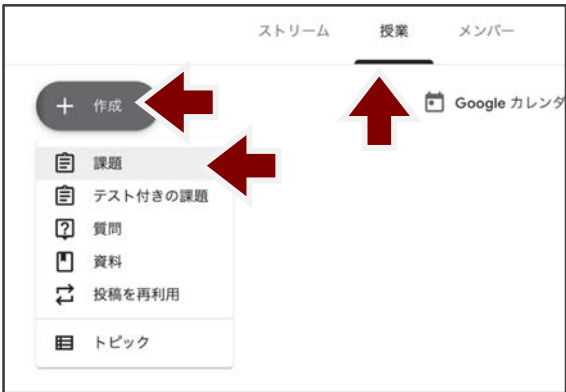 ストリーム 授業 メンバー
+ 作成
Google カレンダ
課題
テスト付きの課題
質問
資料
投稿を再利用
トピック